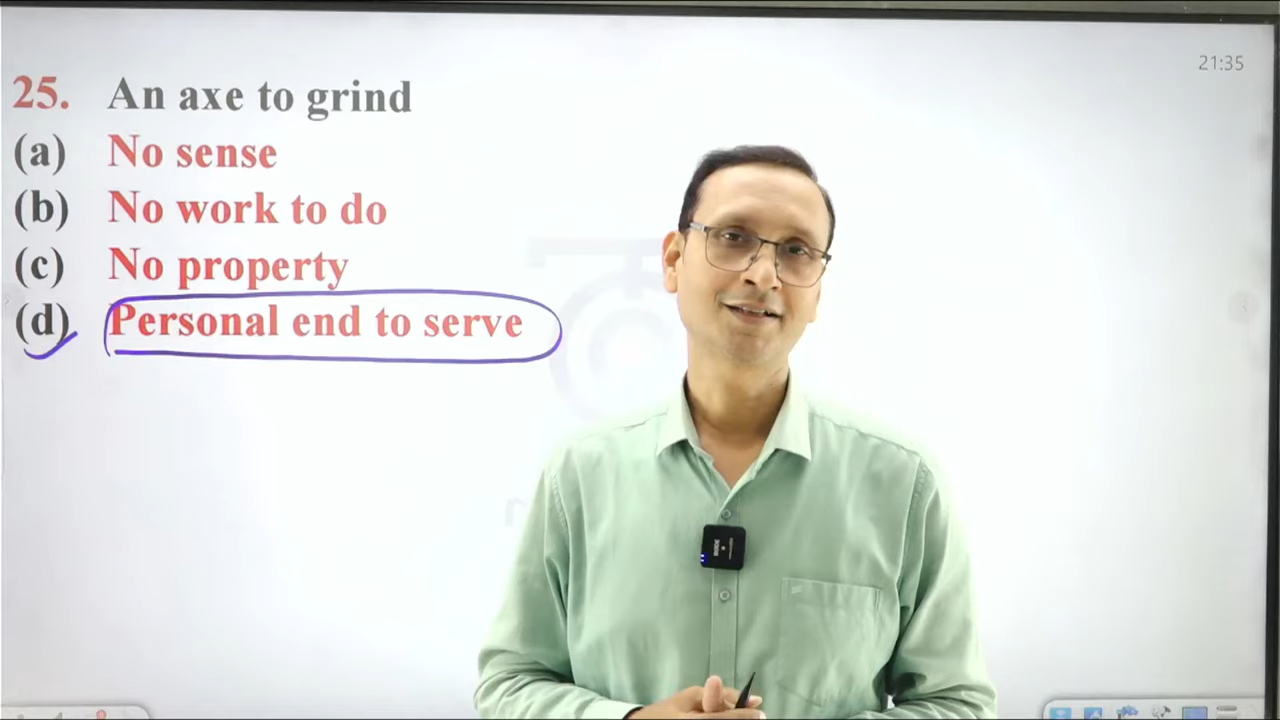 21:35
25. An axe to grind
(a) No sense
(b) No work to do
(c) No property
(d) Personal end to serve